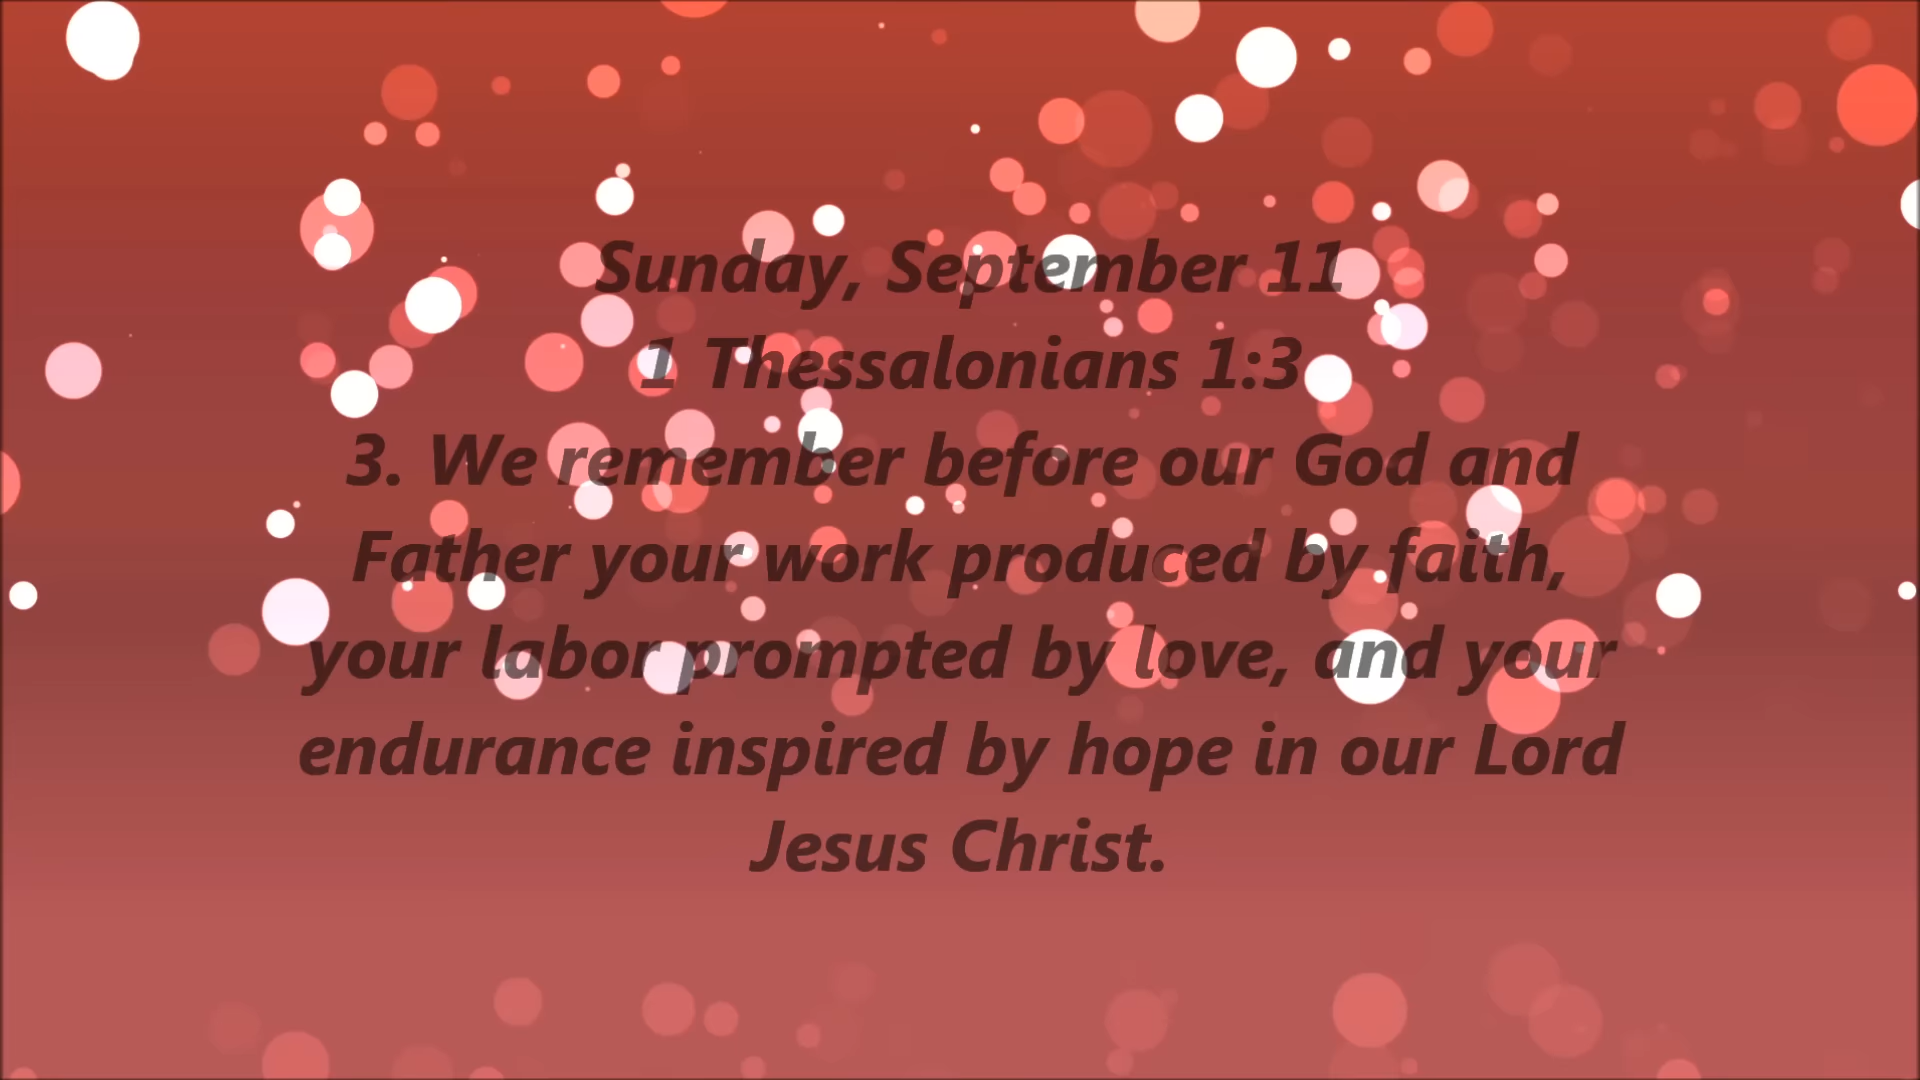 Sunday, September 11
1 Thessalonians 1:3
3. We remember before our God and
Father your work produced by faith,
your labor prompted by love, and your
endurance inspired by hope in our Lord
Jesus Christ.